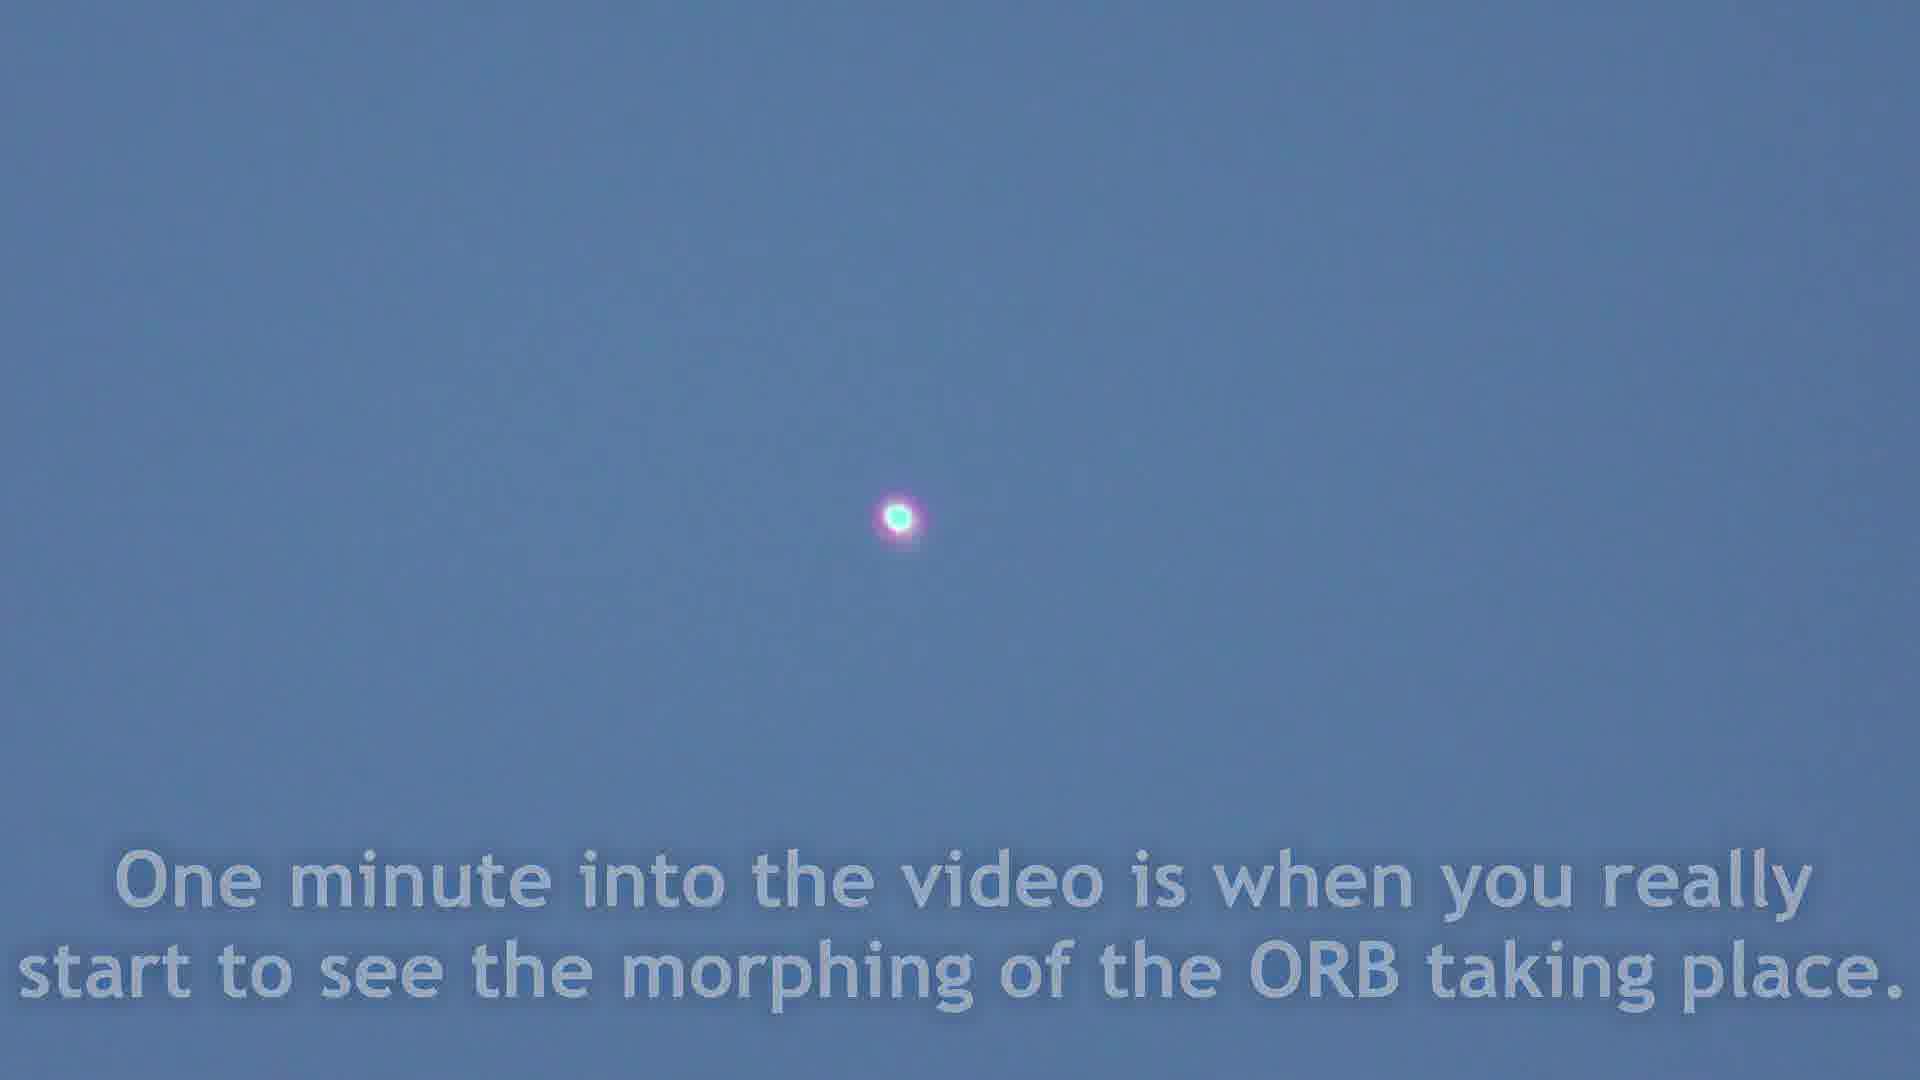 One minute into the video is when you really
start to see the morphing of the ORB taking place.